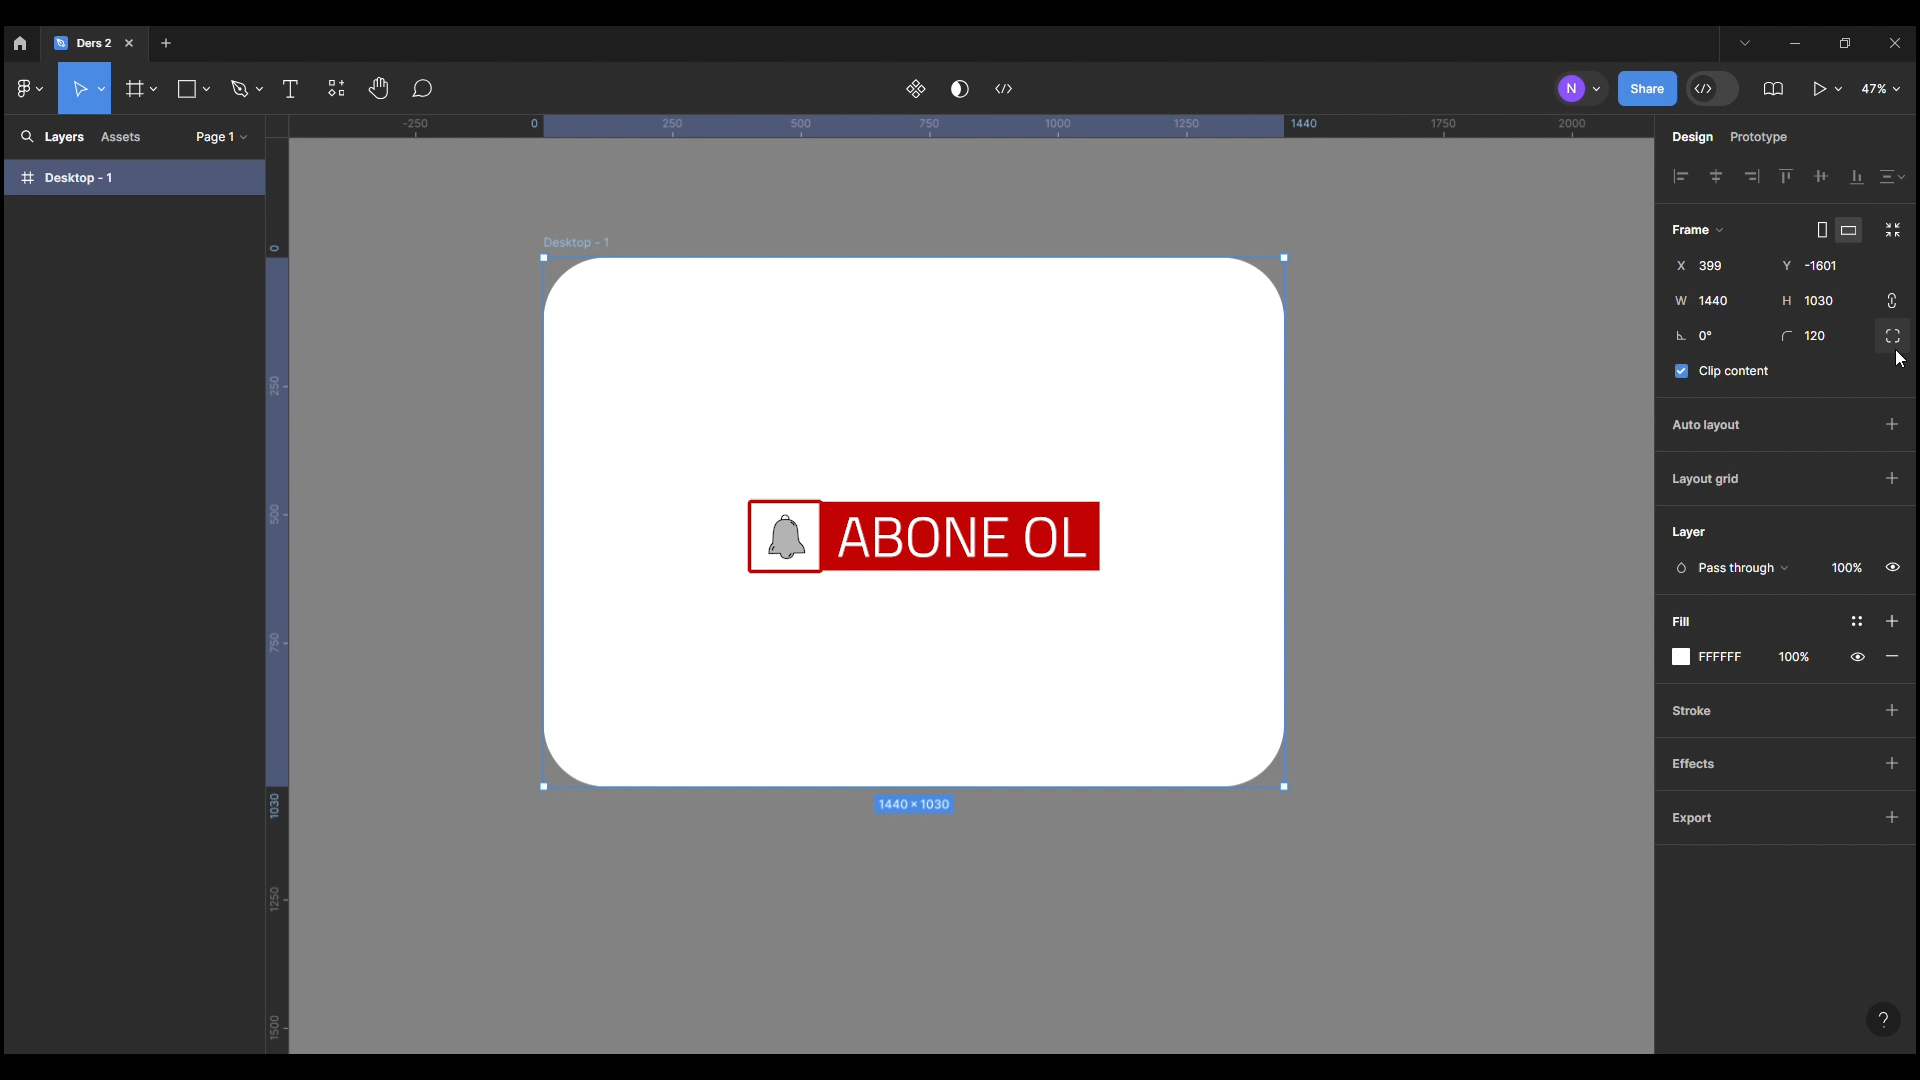 Ders 2
N
Share
47%
Layers Assets Page 1
Desktop - 1
-250 0 250 500 750 1000 1250 1440 1750 2000
0
250
500
750
1030
1250
1500
Desktop - 1
ABONE OL
1440 × 1030
Design Prototype
Frame
X 399 Y -1601
W 1440 H 1030
0° 120
Clip content
Auto layout
Layout grid
Layer
Pass through 100%
Fill
FFFFFF 100%
Stroke
Effects
Export
?